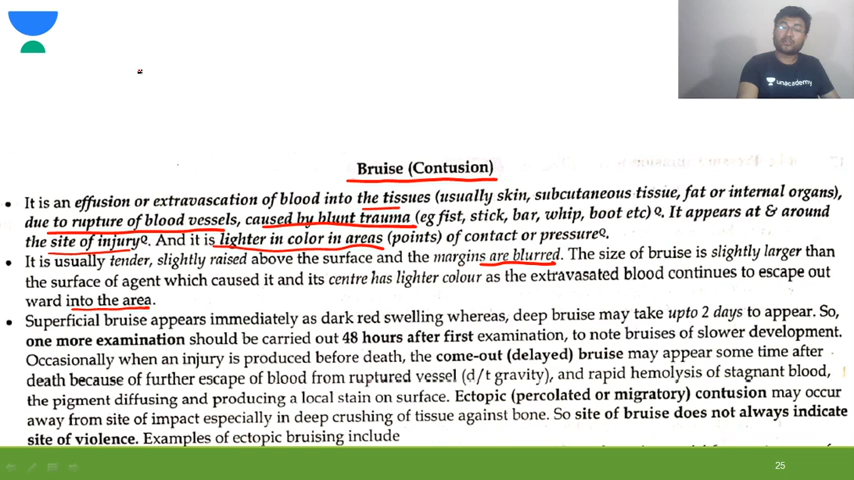 unacademy
Bruise (Contusion)
• It is an effusion or extravascation of blood into the tissues (usually skin, subcutaneous tissue, fat or internal organs),
due to rupture of blood vessels, caused by blunt trauma (eg fist, stick, bar, whip, boot etc)Q. It appears at & around
the site of injuryQ. And it is lighter in color in areas (points) of contact or pressureQ.
• It is usually tender, slightly raised above the surface and the margins are blurred. The size of bruise is slightly larger than
the surface of agent which caused it and its centre has lighter colour as the extravasated blood continues to escape out
ward into the area.
• Superficial bruise appears immediately as dark red swelling whereas, deep bruise may take upto 2 days to appear. So,
one more examination should be carried out 48 hours after first examination, to note bruises of slower development.
Occasionally when an injury is produced before death, the come-out (delayed) bruise may appear some time after
death because of further escape of blood from ruptured vessel (d/t gravity), and rapid hemolysis of stagnant blood,
the pigment diffusing and producing a local stain on surface. Ectopic (percolated or migratory) contusion may occur
away from site of impact especially in deep crushing of tissue against bone. So site of bruise does not always indicate
site of violence. Examples of ectopic bruising include
25